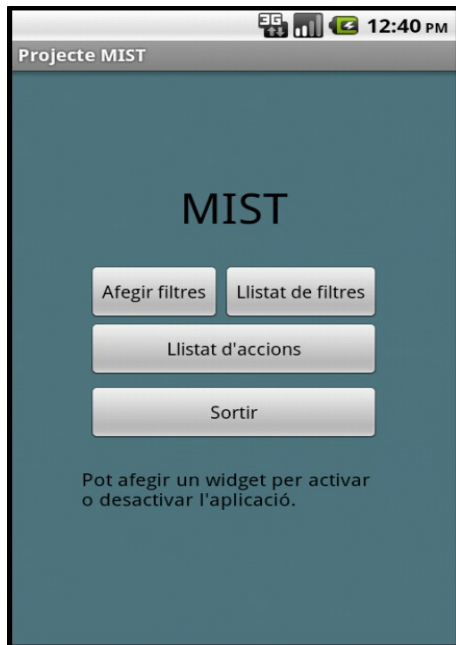 3G 12:40 PM
Projecte MIST
MIST
Afegir filtres Llistat de filtres
Llistat d'accions
Sortir
Pot afegir un widget per activar
o desactivar l'aplicació.